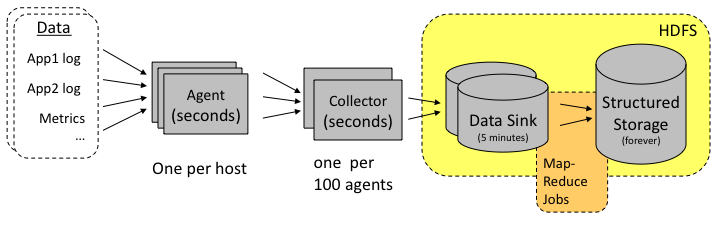 Data
App1 log
App2 log
Metrics
...
Agent
(seconds)
One per host
Collector
(seconds)
one per
100 agents
HDFS
Data Sink
(5 minutes)
Map-
Reduce
Jobs
Structured
Storage
(forever)